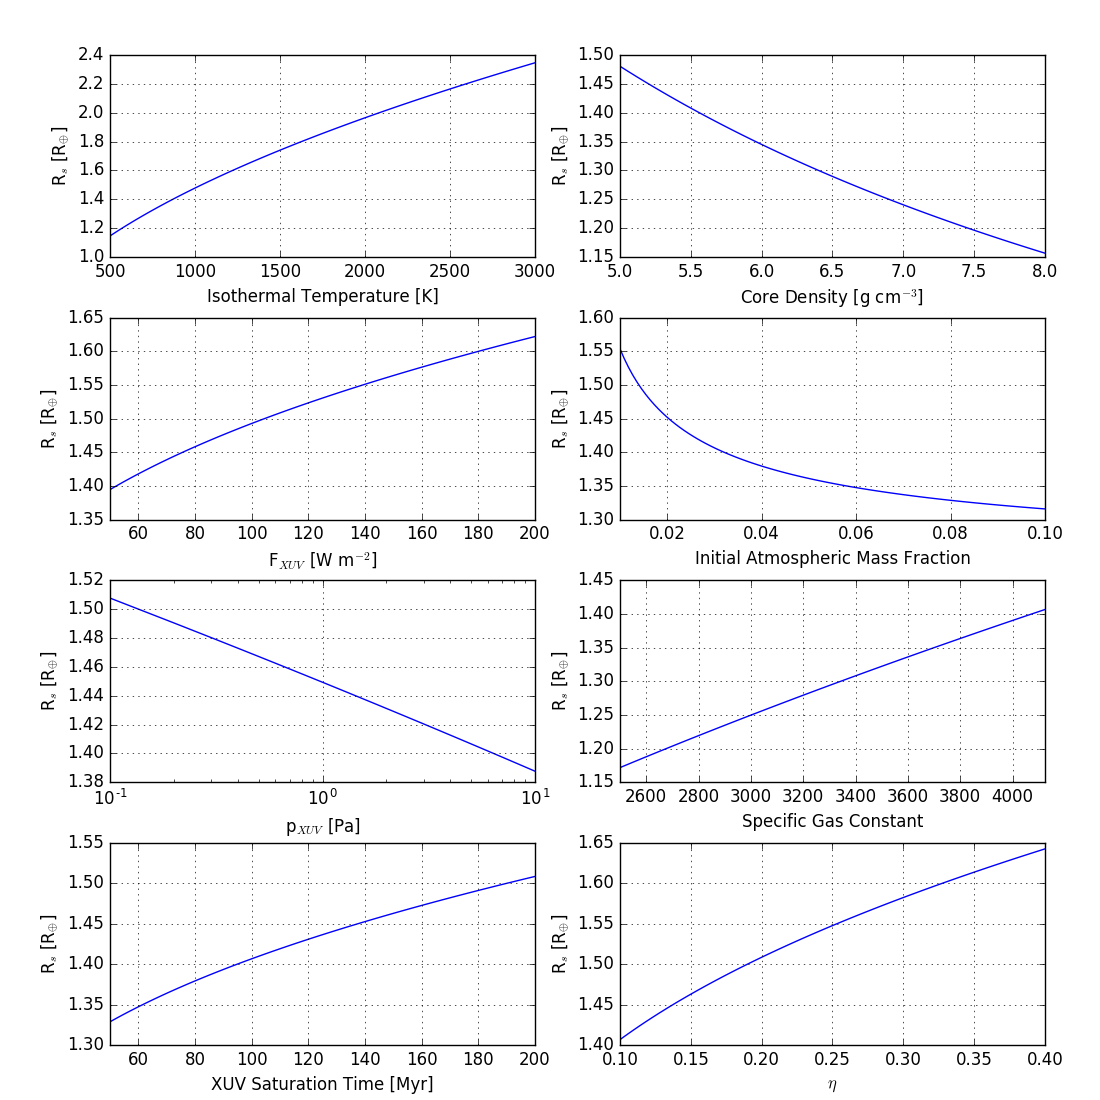 2.4
2.2
2.0
1.8
1.6
1.4
1.2
1.0
R_s [R_⊕]
500 1000 1500 2000 2500 3000
Isothermal Temperature [K]
1.50
1.45
1.40
1.35
1.30
1.25
1.20
1.15
R_s [R_⊕]
5.0 5.5 6.0 6.5 7.0 7.5 8.0
Core Density [g cm⁻³]
1.65
1.60
1.55
1.50
1.45
1.40
1.35
R_s [R_⊕]
60 80 100 120 140 160 180 200
F_XUV [W m⁻²]
1.60
1.55
1.50
1.45
1.40
1.35
1.30
R_s [R_⊕]
0.02 0.04 0.06 0.08 0.10
Initial Atmospheric Mass Fraction
1.52
1.50
1.48
1.46
1.44
1.42
1.40
1.38
R_s [R_⊕]
10⁻¹ 10⁰ 10¹
p_XUV [Pa]
1.45
1.40
1.35
1.30
1.25
1.20
1.15
R_s [R_⊕]
2600 2800 3000 3200 3400 3600 3800 4000
Specific Gas Constant
1.55
1.50
1.45
1.40
1.35
1.30
R_s [R_⊕]
60 80 100 120 140 160 180 200
XUV Saturation Time [Myr]
1.65
1.60
1.55
1.50
1.45
1.40
R_s [R_⊕]
0.10 0.15 0.20 0.25 0.30 0.35 0.40
η